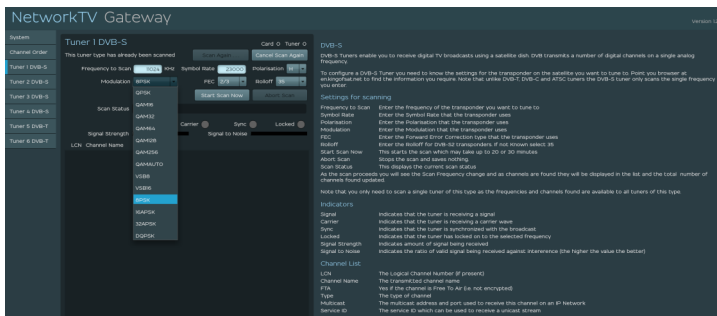 NetworkTV Gateway
Version: 1.2
System
Channel Order
Tuner 1 DVB-S
Tuner 2 DVB-S
Tuner 3 DVB-S
Tuner 4 DVB-S
Tuner 5 DVB-T
Tuner 6 DVB-T
Tuner 1 DVB-S
Card 0 Tuner 0
This tuner type has already been scanned
Scan Again
Cancel Scan Again
Frequency to Scan
KHz
Symbol Rate 23000
Polarisation H
Modulation 8PSK
FEC 2/3
Rolloff 35
Start Scan Now
Abort Scan
Scan Status
Carrier
Sync
Locked
Signal Strength
Signal to Noise
LCN Channel Name
QPSK
QAM16
QAM32
QAM64
QAM128
QAM256
QAMAUTO
VSB8
VSB16
8PSK
16APSK
32APSK
DQPSK
DVB-S
DVB-S Tuners enable you to receive digital TV broadcasts using a satellite dish DVB transmits a number of digital channels on a single analog
frequency.
To configure a DVB-S Tuner you need to know the settings for the transponder on the satellite you want to tune to. Point you browser at
en.kingofsat.net to find the information you require. Note that unlike DVB-T, DVB-C and ATSC tuners the DVB-S tuner only scans the single frequency
you enter
Settings for scanning
Frequency to Scan Enter the frequency of the transponder you want to tune to
Symbol Rate Enter the Symbol Rate that the transponder uses
Polarisation Enter the Polarisation that the transponder uses
Modulation Enter the Modulation that the transponder uses
FEC Enter the Forward Error Correction type that the transponder uses
Rolloff Enter the Rolloff for DVB-S2 transponders if not Known select 35
Start Scan Now This starts the scan which may take up to 20 or 30 minutes
Abort Scan Stops the scan and saves nothing.
Scan Status This displays the current scan status
As the scan proceeds you will see the Scan Frequency change and as channels are found they will be displayed in the list and the total number of
channels found updated.
Note that you only need to scan a single tuner of this type as the frequencies and channels found are available to all tuners of this type.
Indicators
Signal Indicates that the tuner is receiving a signal
Carrier Indicates that the tuner is receiving a carrier wave
Sync Indicates that the tuner is synchronized with the broadcast
Locked Indicates that the tuner has locked on to the selected frequency
Signal Strength Indicates amount of signal being received
Signal to Noise Indicates the ratio of valid signal being received against intererence (the higher the value the better)
Channel List
LCN The Logical Channel Number (if present)
Channel Name The transmitted channel name
FTA Yes if the channel is Free To Air (i.e. not encrypted)
Type The type of channel
Multicast The multicast address and port used to receive this channel on an IP Network
Service ID The service ID which can be used to receive a unicast stream